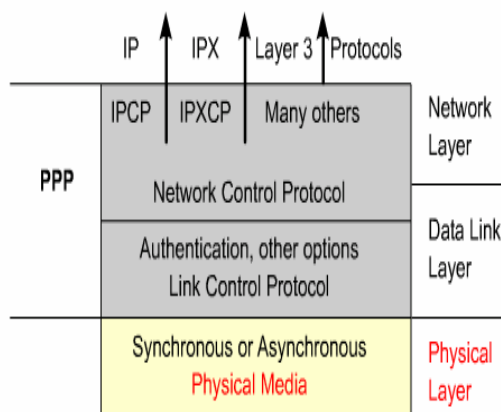 IP IPX Layer 3 Protocols
IPCP IPXCP Many others
Network
Layer
PPP
Network Control Protocol
Authentication, other options
Link Control Protocol
Data Link
Layer
Synchronous or Asynchronous
Physical Media
Physical
Layer